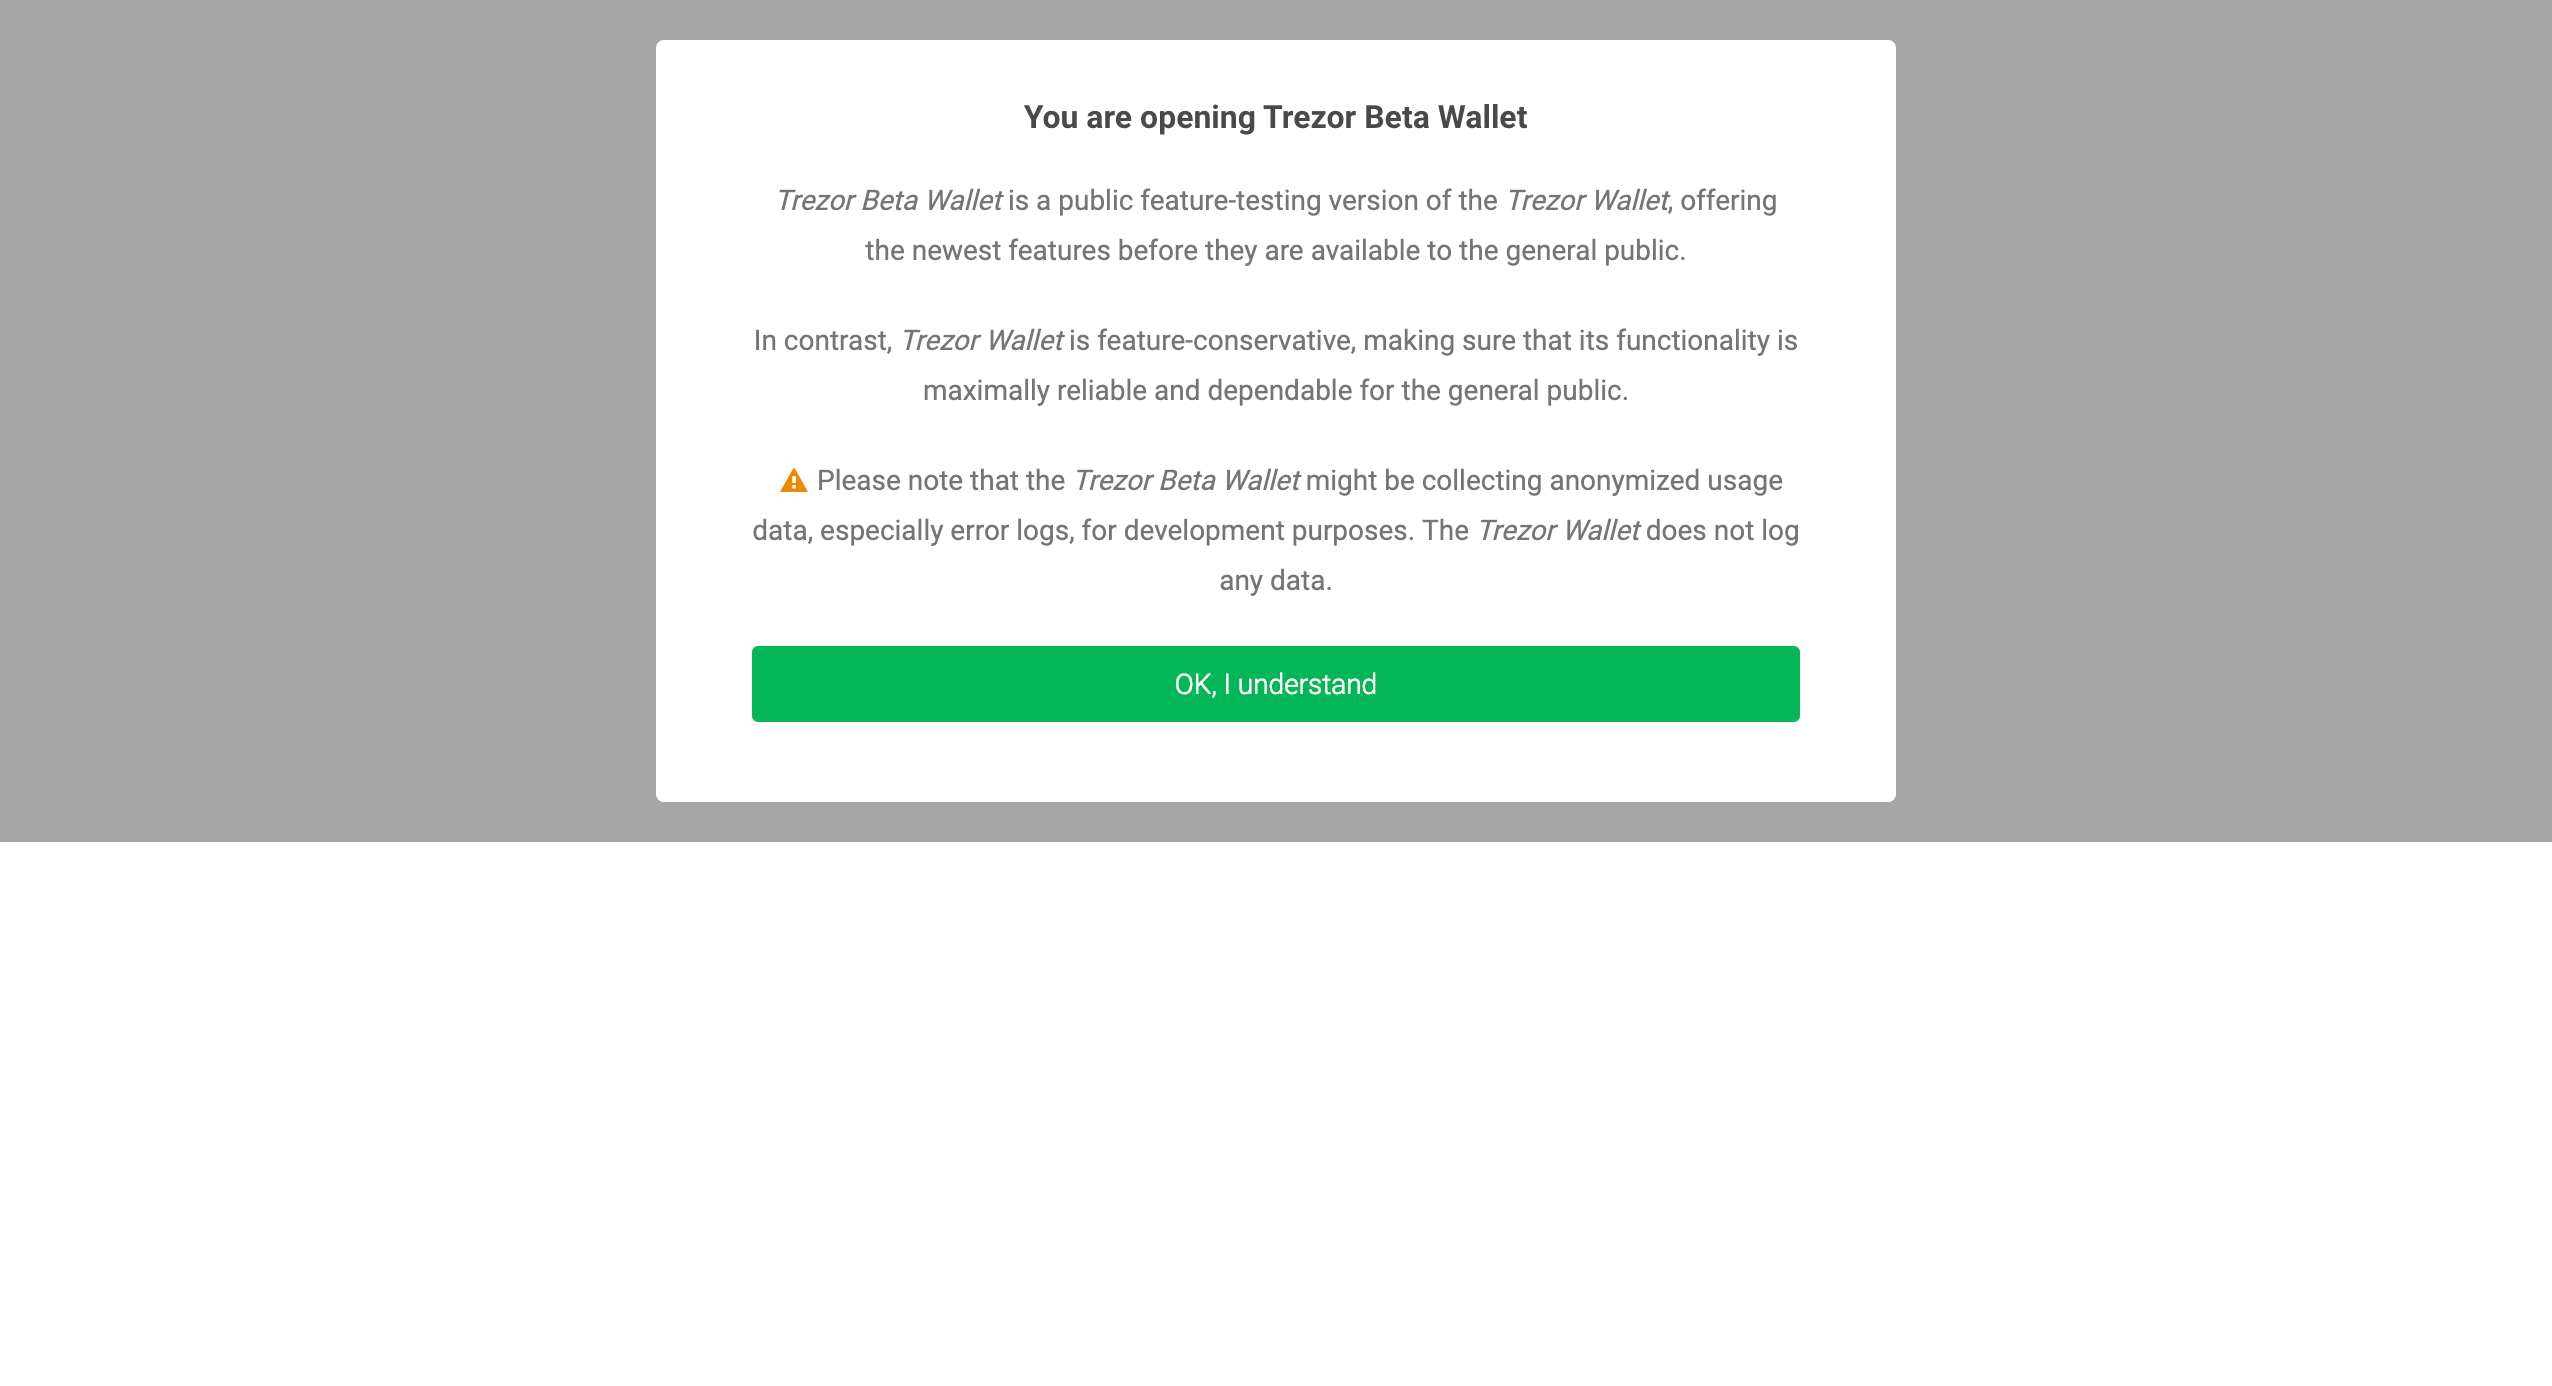 You are opening Trezor Beta Wallet
Trezor Beta Wallet is a public feature-testing version of the Trezor Wallet, offering
the newest features before they are available to the general public.
In contrast, Trezor Wallet is feature-conservative, making sure that its functionality is
maximally reliable and dependable for the general public.
Please note that the Trezor Beta Wallet might be collecting anonymized usage
data, especially error logs, for development purposes. The Trezor Wallet does not log
any data.
OK, I understand